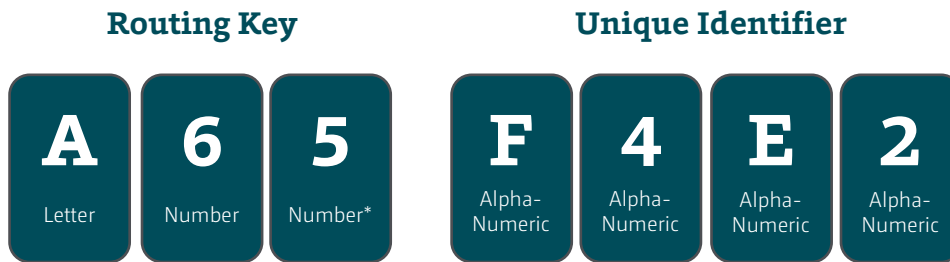 Routing Key
Unique Identifier
A 6 5 F 4 E 2
Letter Number Number* Alpha-Numeric Alpha-Numeric Alpha-Numeric Alpha-Numeric